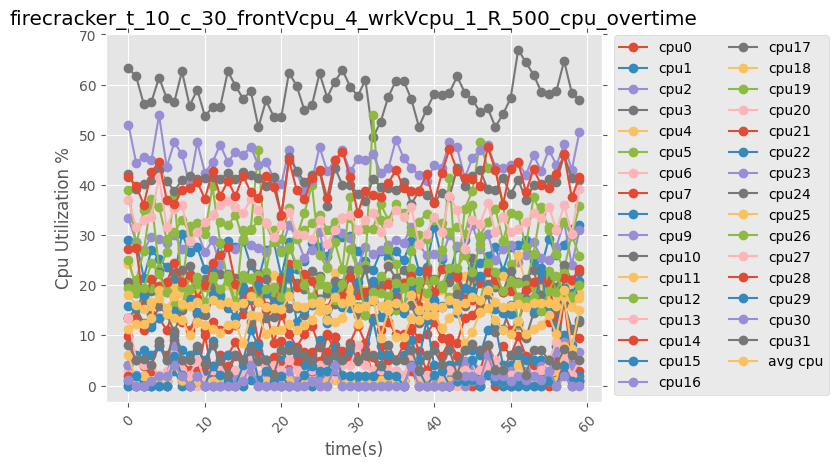 firecracker_t_10_c_30_frontVcpu_4_wrkVcpu_1_R_500_cpu_overtime
70
60
50
40
30
20
10
0
Cpu Utilization %
0
10
20
30
40
50
60
time(s)
cpu0
cpu1
cpu2
cpu3
cpu4
cpu5
cpu6
cpu7
cpu8
cpu9
cpu10
cpu11
cpu12
cpu13
cpu14
cpu15
cpu16
cpu17
cpu18
cpu19
cpu20
cpu21
cpu22
cpu23
cpu24
cpu25
cpu26
cpu27
cpu28
cpu29
cpu30
cpu31
avg cpu